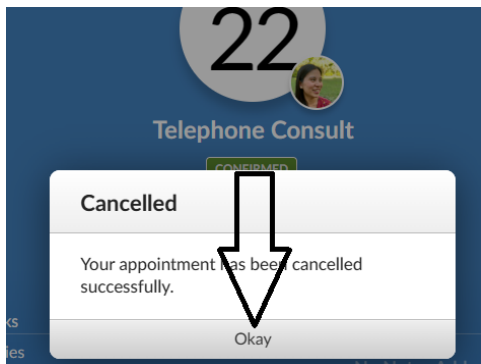 22
Telephone Consult
CONFIRMED
Cancelled
Your appointment has been cancelled
successfully.
Okay